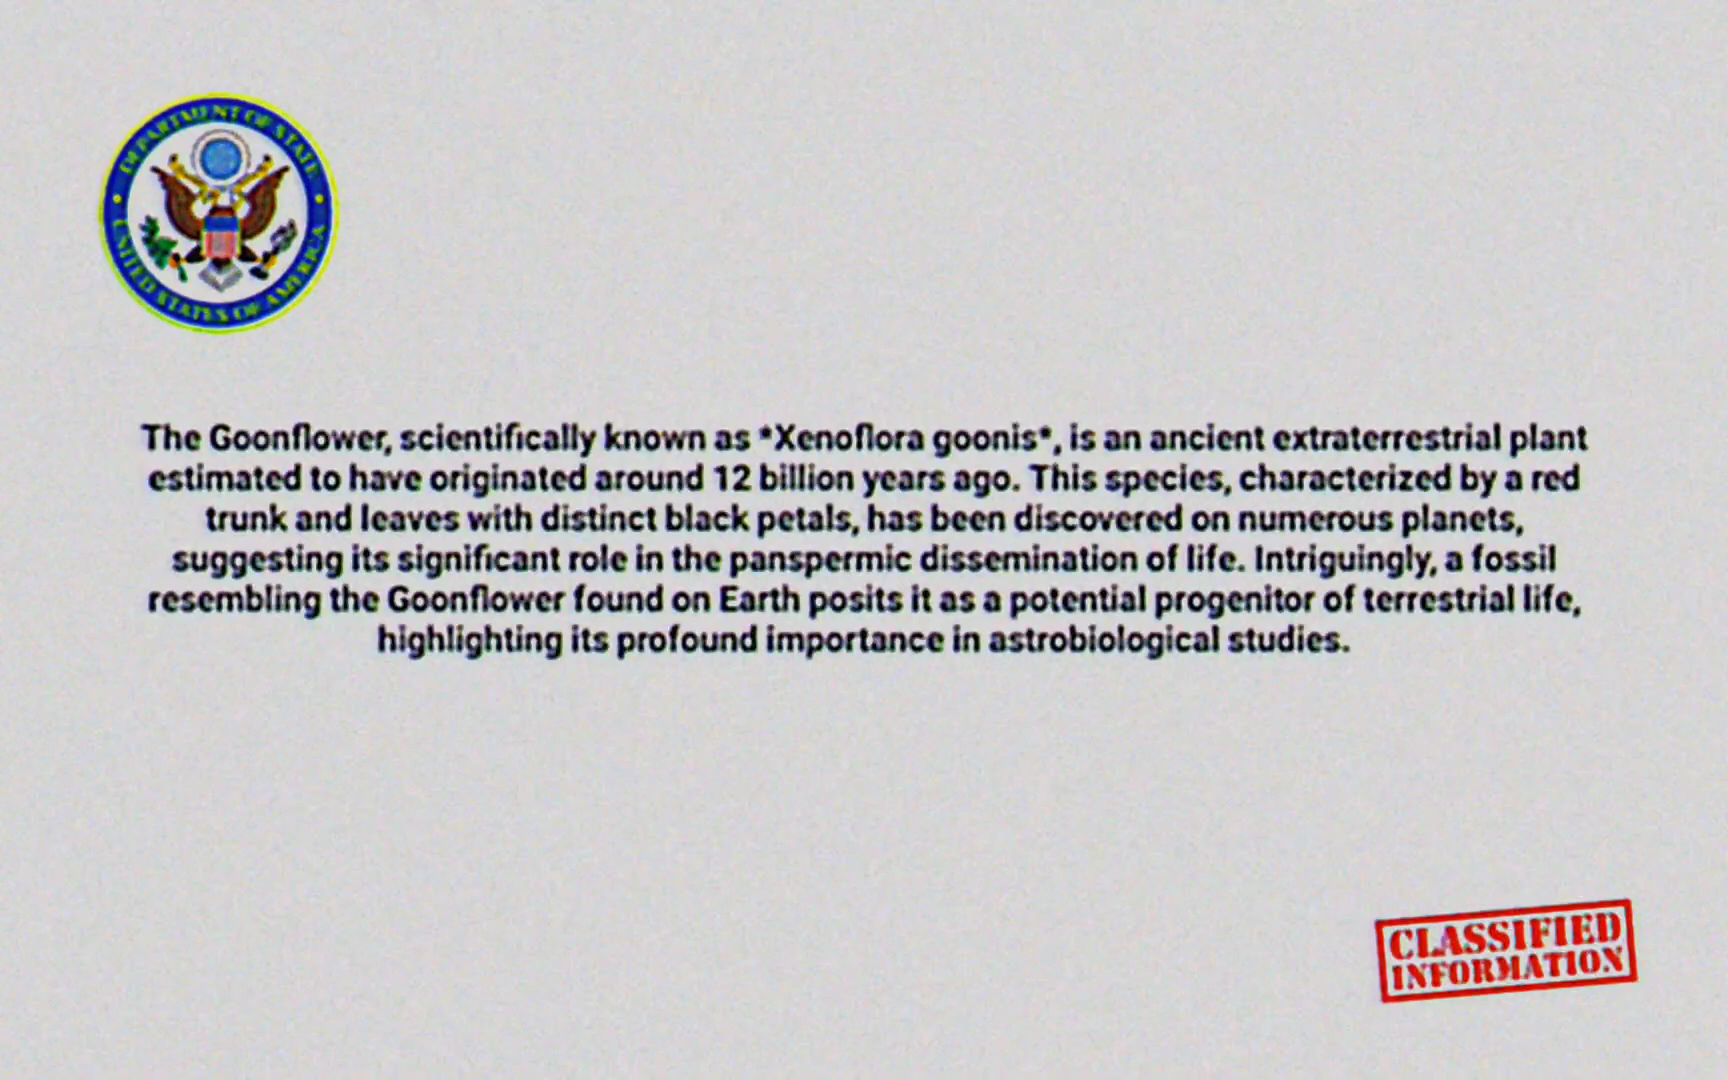 DEPARTMENT OF STATE
UNITED STATES OF AMERICA
The Goonflower, scientifically known as *Xenoflora goonis*, is an ancient extraterrestrial plant
estimated to have originated around 12 billion years ago. This species, characterized by a red
trunk and leaves with distinct black petals, has been discovered on numerous planets,
suggesting its significant role in the panspermic dissemination of life. Intriguingly, a fossil
resembling the Goonflower found on Earth posits it as a potential progenitor of terrestrial life,
highlighting its profound importance in astrobiological studies.
CLASSIFIED
INFORMATION